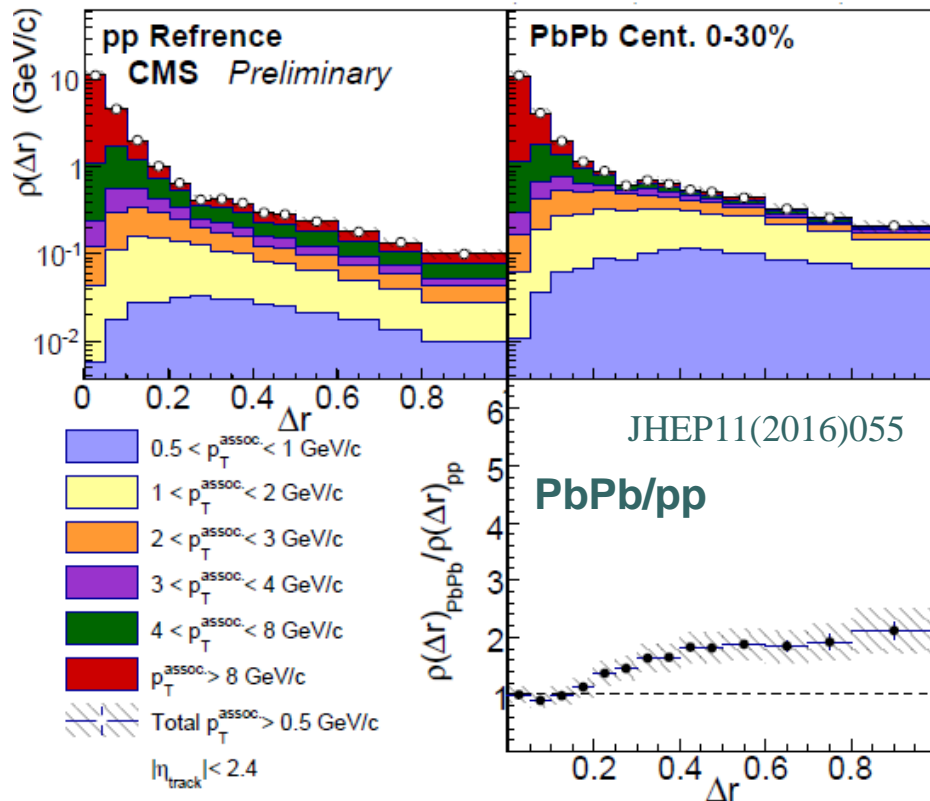 pp Refrence
CMS Preliminary
PbPb Cent. 0-30%
ρ(Δr) (GeV/c)
10
1
10⁻¹
10⁻²
0 0.2 0.4 0.6 0.8
Δr
0.5 < p_T^assoc. < 1 GeV/c
1 < p_T^assoc. < 2 GeV/c
2 < p_T^assoc. < 3 GeV/c
3 < p_T^assoc. < 4 GeV/c
4 < p_T^assoc. < 8 GeV/c
p_T^assoc. > 8 GeV/c
Total p_T^assoc. > 0.5 GeV/c
|η_track| < 2.4
JHEP11(2016)055
PbPb/pp
ρ(Δr)_PbPb/ρ(Δr)_pp
6
5
4
3
2
1
0.2 0.4 0.6 0.8
Δr